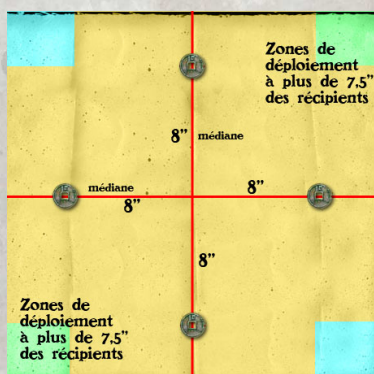 Zones de
déploiement
à plus de 7,5"
des récipients
8" médiane
médiane
8"
8"
8"
Zones de
déploiement
à plus de 7,5"
des récipients